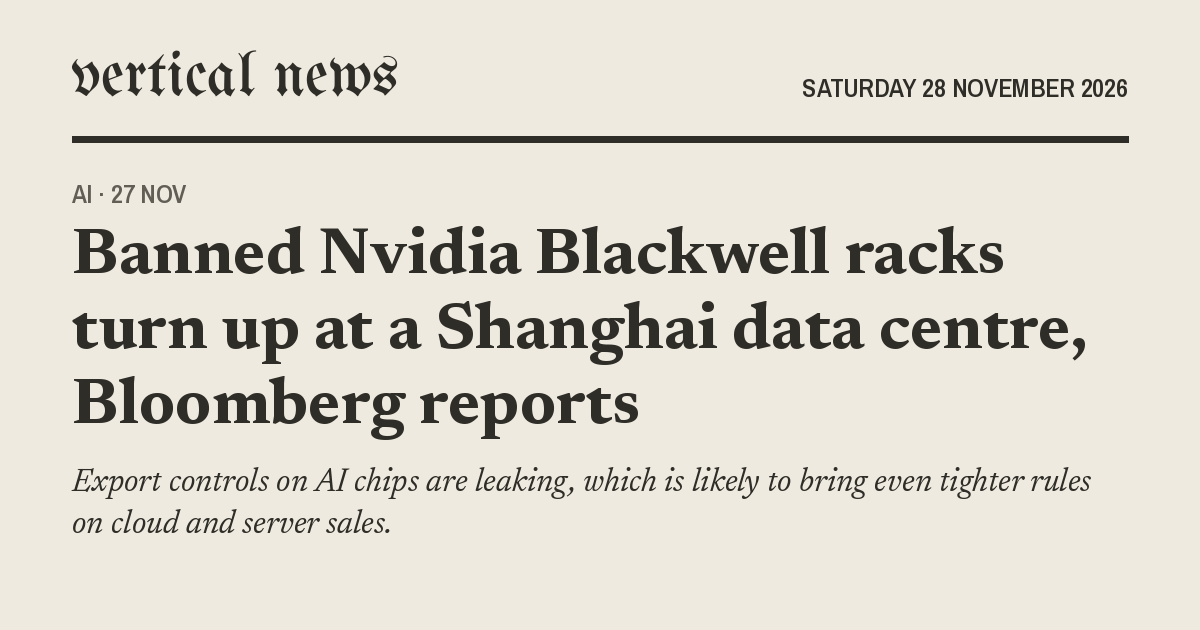 vertical news
SATURDAY 28 NOVEMBER 2026
AI · 27 NOV
Banned Nvidia Blackwell racks
turn up at a Shanghai data centre,
Bloomberg reports
Export controls on AI chips are leaking, which is likely to bring even tighter rules
on cloud and server sales.